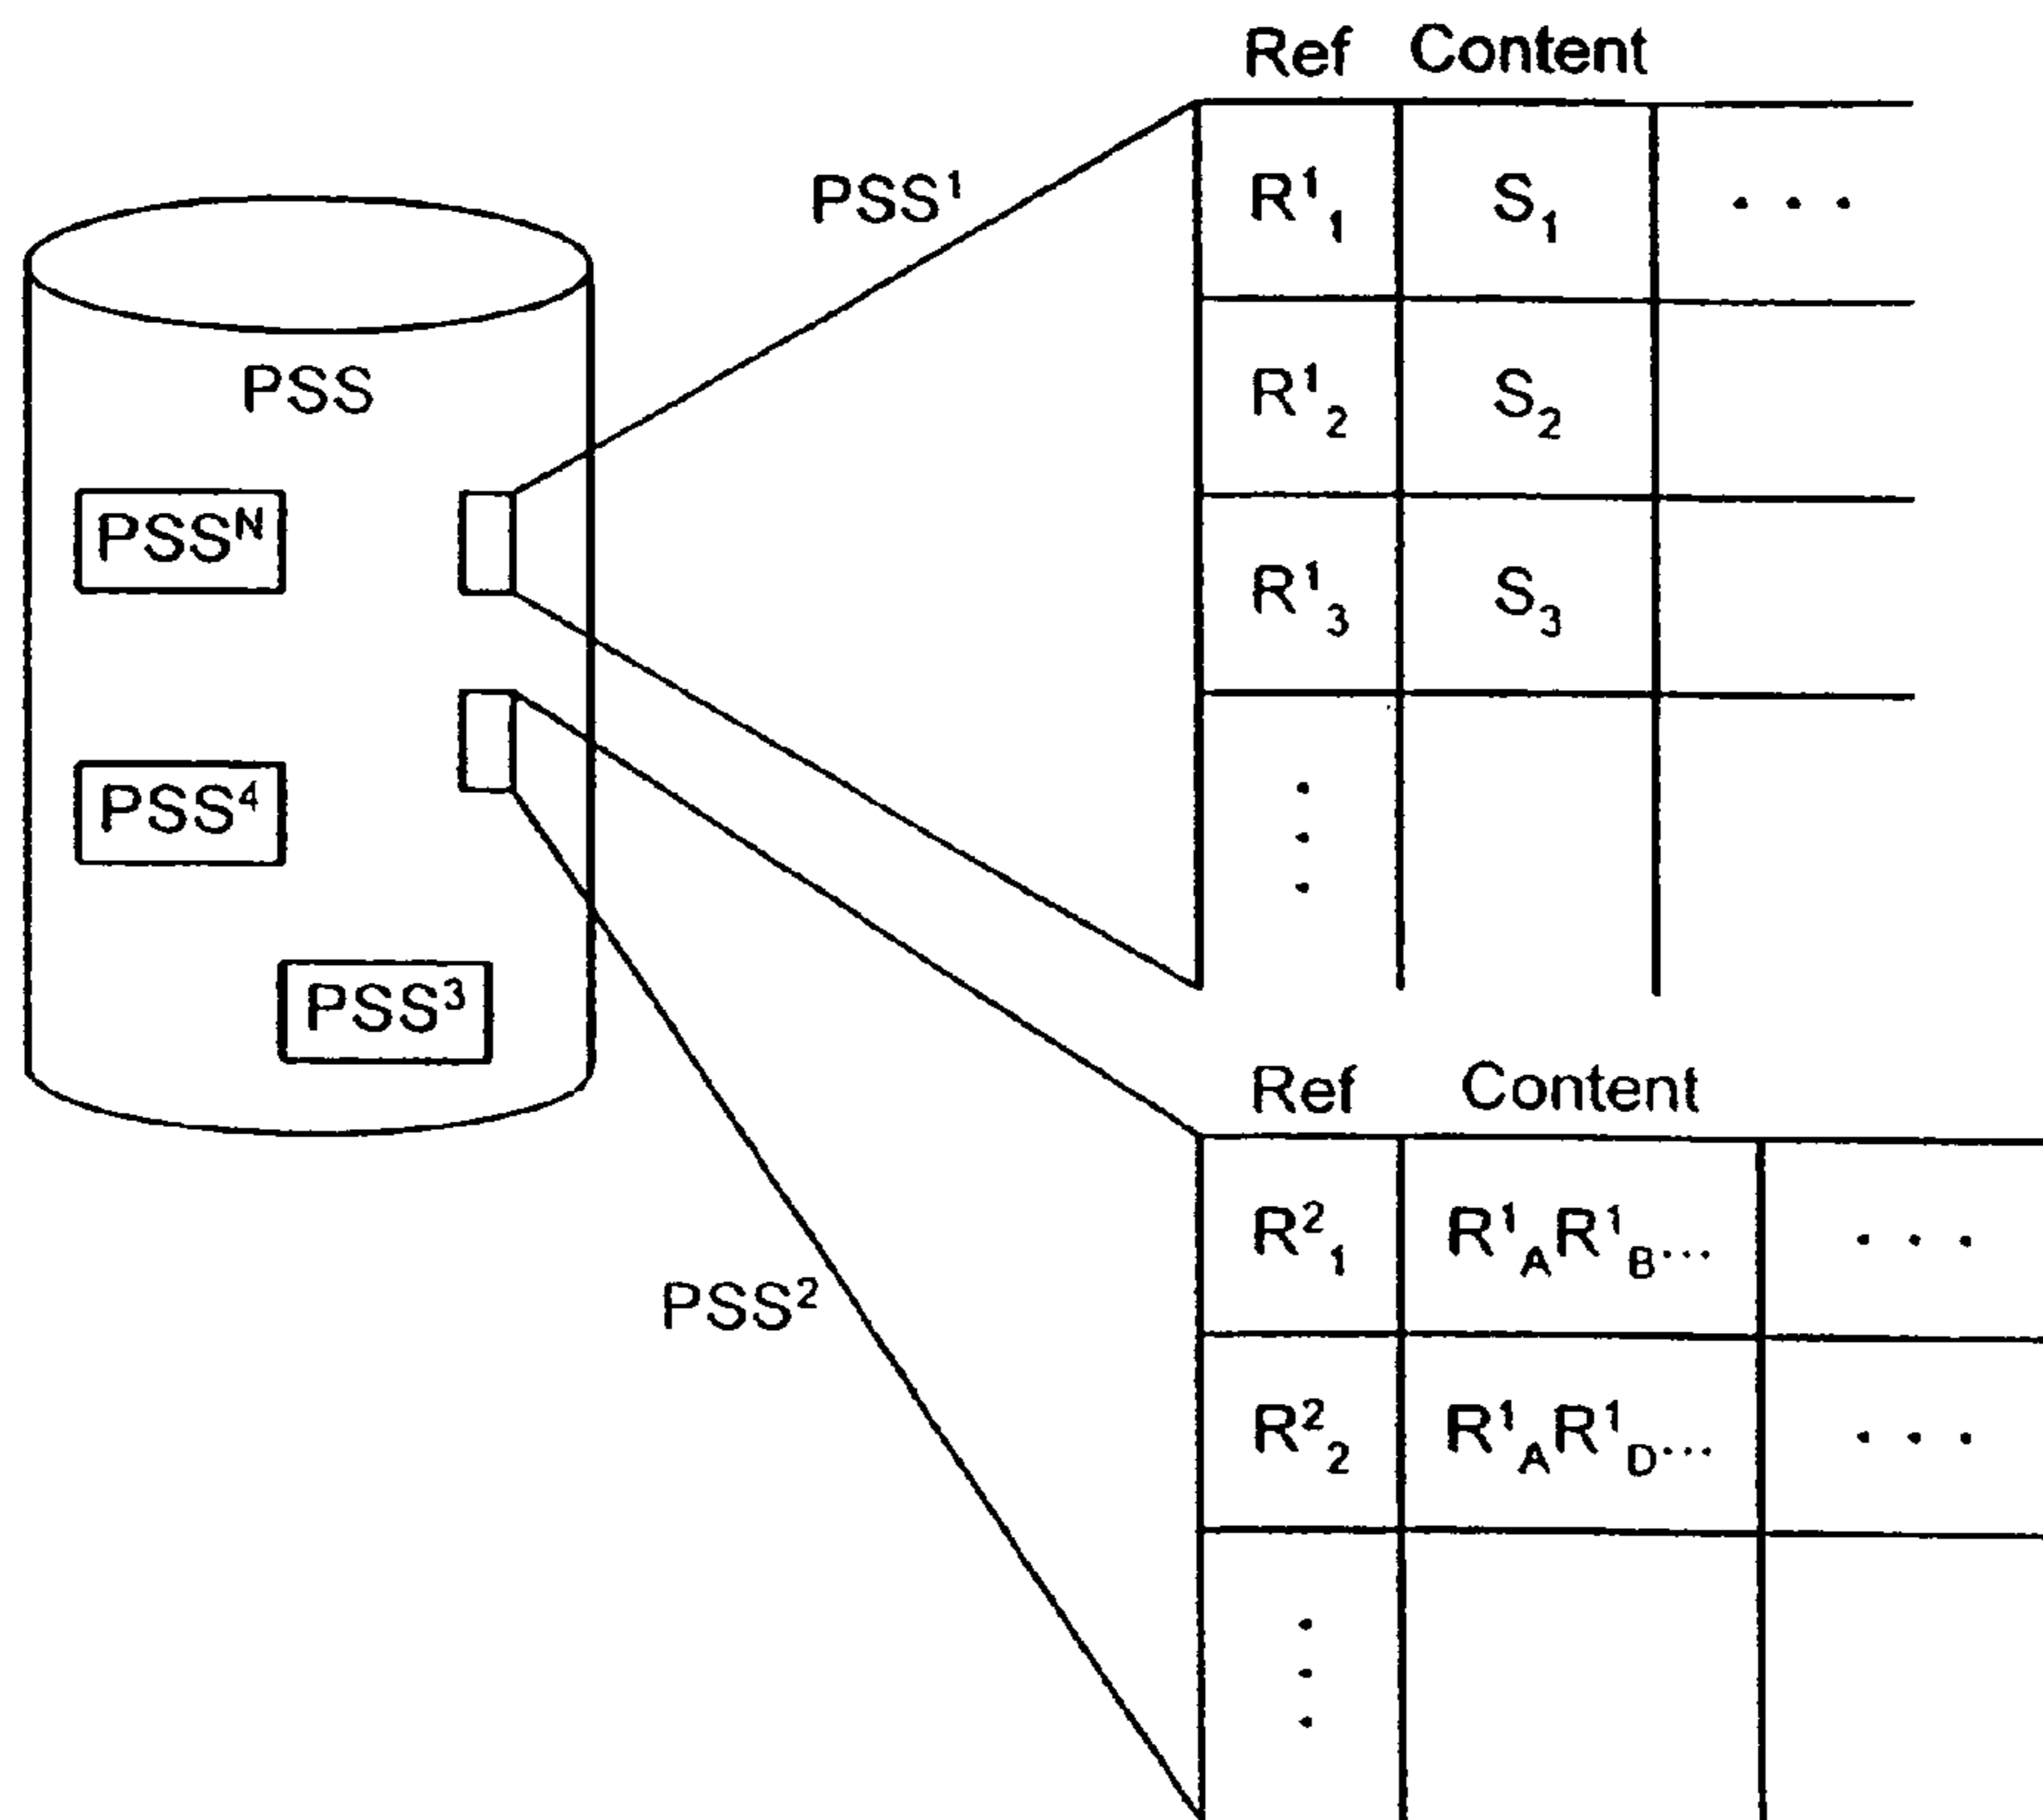 Ref Content
PSS¹
R¹₁ S₁ ...
PSS
R¹₂ S₂
PSSᴺ
R¹₃ S₃
PSS⁴
PSS³
Ref Content
R²₁ R¹ₐR¹ʙ... ...
PSS²
R²₂ R¹ₐR¹ᴅ... ...